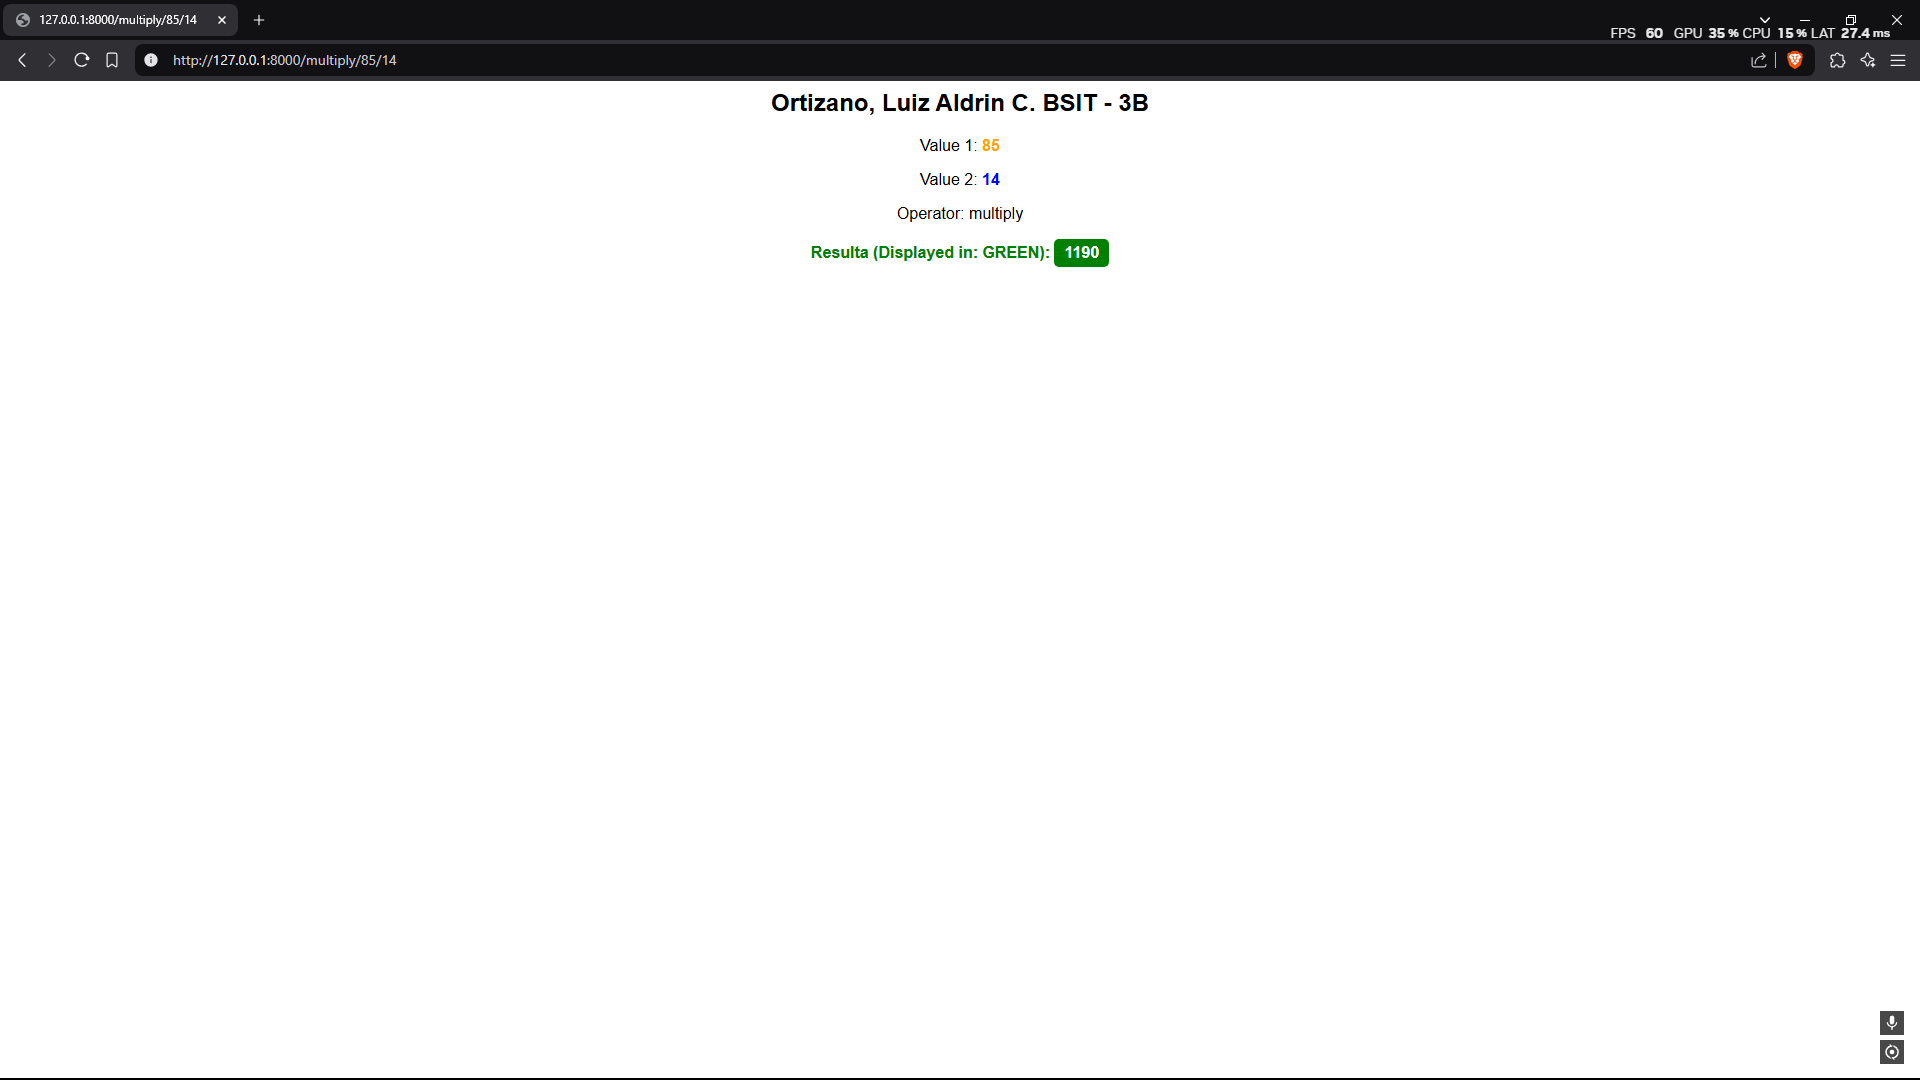 127.0.0.1:8000/multiply/85/14
FPS 60 GPU 35 % CPU 15 % LAT 27.4 ms
http://127.0.0.1:8000/multiply/85/14
Ortizano, Luiz Aldrin C. BSIT - 3B
Value 1: 85
Value 2: 14
Operator: multiply
Resulta (Displayed in: GREEN): 1190